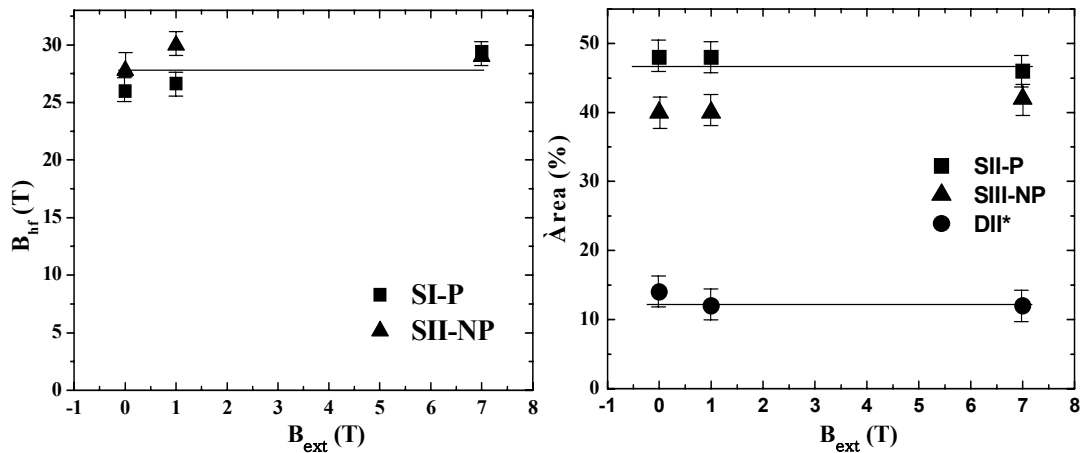 30
25
20
15
10
5
0
B_hf (T)
SI-P
SII-NP
-1 0 1 2 3 4 5 6 7 8
B_ext (T)
50
40
30
20
10
0
Àrea (%)
SII-P
SIII-NP
DII*
-1 0 1 2 3 4 5 6 7 8
B_ext (T)